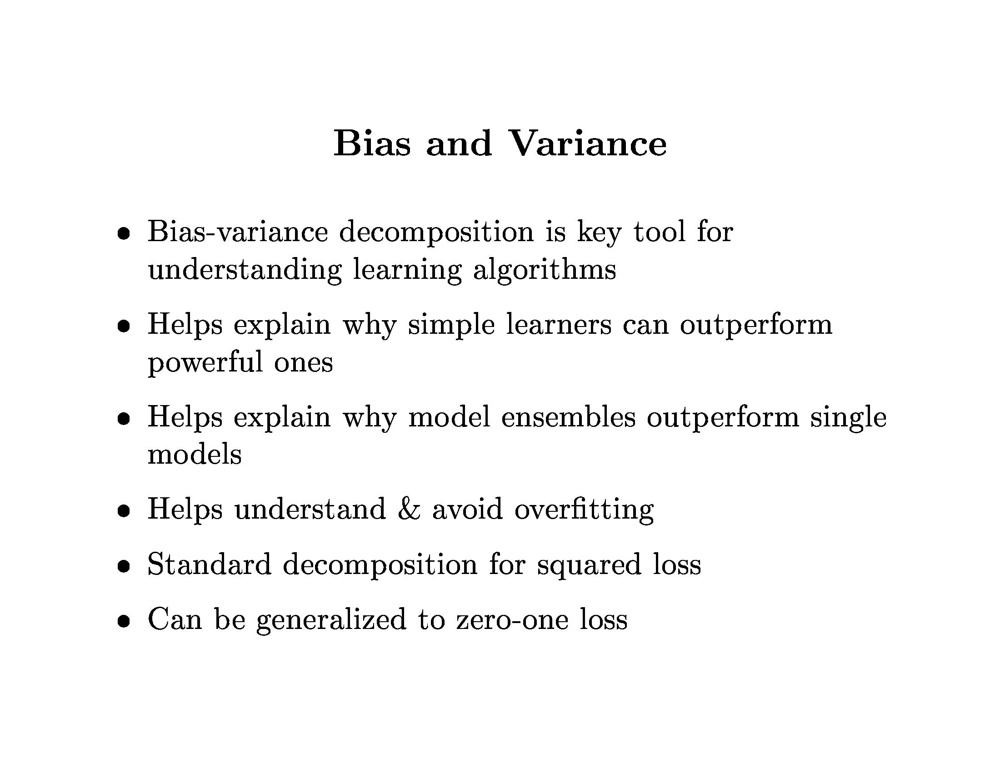 Bias and Variance
• Bias-variance decomposition is key tool for
understanding learning algorithms
• Helps explain why simple learners can outperform
powerful ones
• Helps explain why model ensembles outperform single
models
• Helps understand & avoid overfitting
• Standard decomposition for squared loss
• Can be generalized to zero-one loss